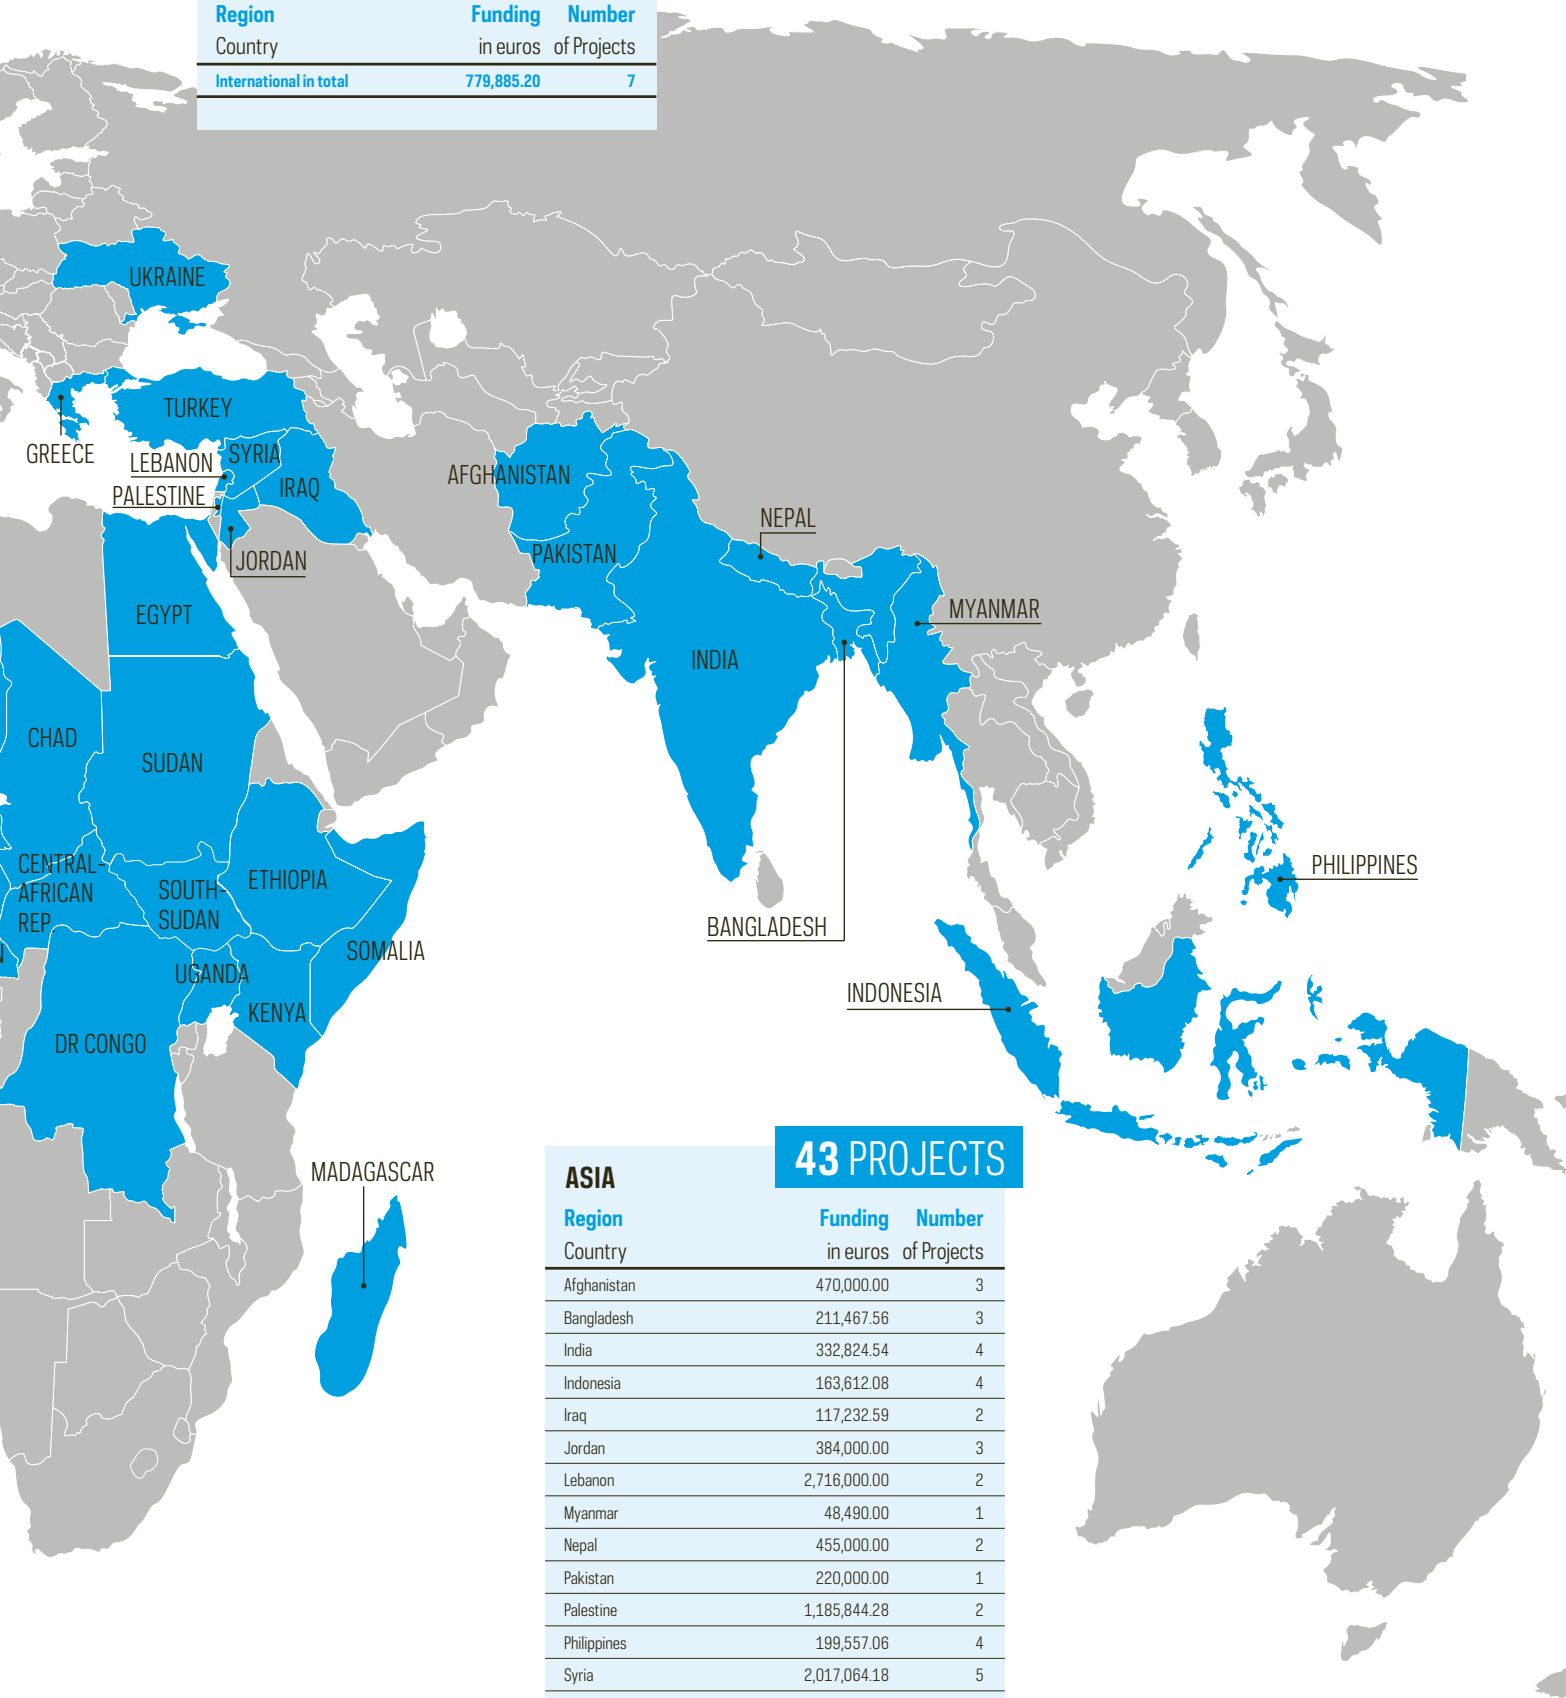 Region Funding Number
Country in euros of Projects
International in total 779,885.20 7
UKRAINE
TURKEY
GREECE
LEBANON
SYRIA
PALESTINE
IRAQ
JORDAN
AFGHANISTAN
PAKISTAN
NEPAL
EGYPT
MYANMAR
INDIA
CHAD
SUDAN
CENTRAL-
AFRICAN
REP.
SOUTH-
SUDAN
ETHIOPIA
PHILIPPINES
BANGLADESH
SOMALIA
UGANDA
KENYA
INDONESIA
DR CONGO
MADAGASCAR
43 PROJECTS
ASIA
Region Funding Number
Country in euros of Projects
Afghanistan 470,000.00 3
Bangladesh 211,467.56 3
India 332,824.54 4
Indonesia 163,612.08 4
Iraq 117,232.59 2
Jordan 384,000.00 3
Lebanon 2,716,000.00 2
Myanmar 48,490.00 1
Nepal 455,000.00 2
Pakistan 220,000.00 1
Palestine 1,185,844.28 2
Philippines 199,557.06 4
Syria 2,017,064.18 5